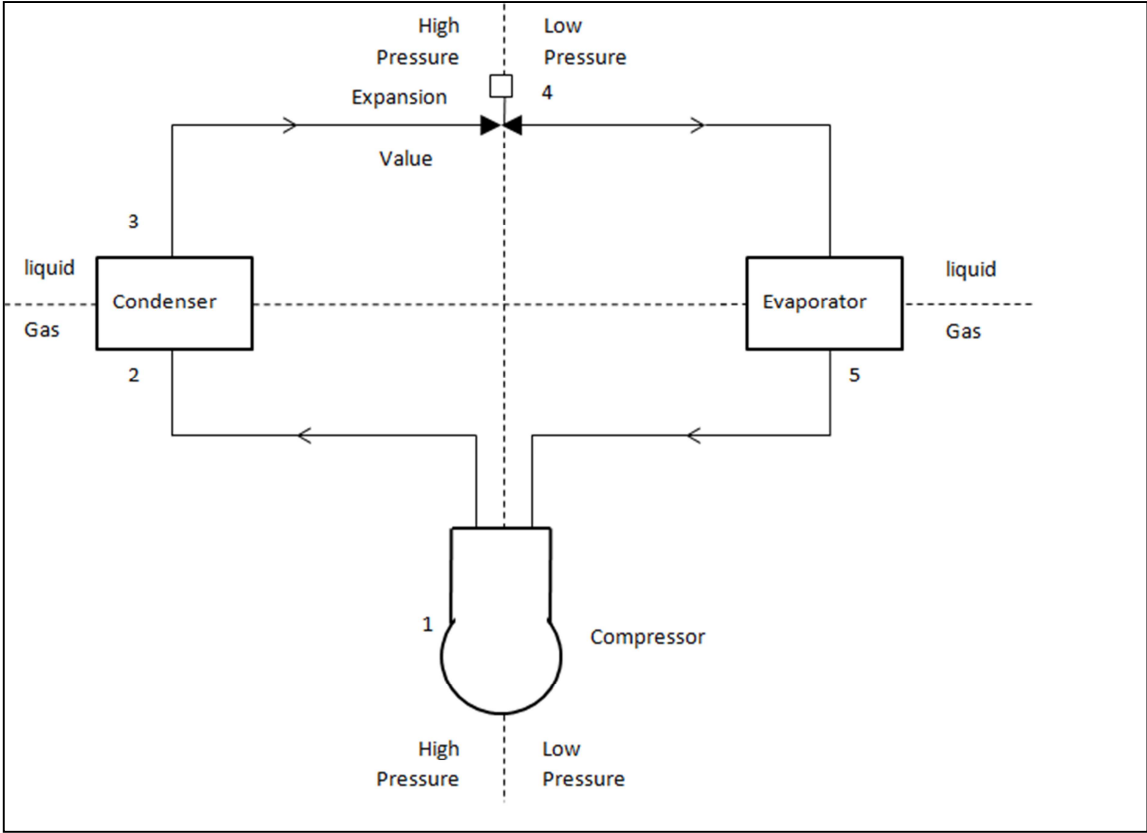 High Low
Pressure Pressure
Expansion 4
Value
3
liquid liquid
Condenser Evaporator
Gas Gas
2 5
1
Compressor
High Low
Pressure Pressure